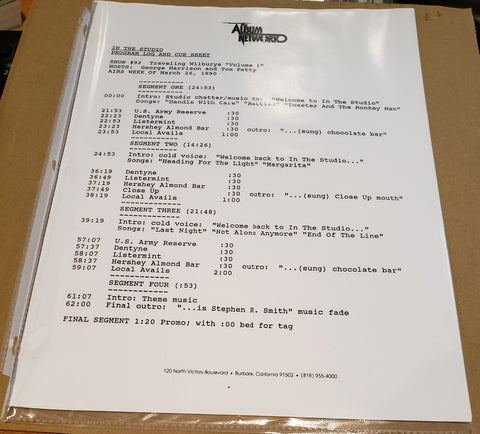 THE ALBUM
NETWORK
IN THE STUDIO
PROGRAM LOG AND CUE SHEET
SHOW #92 Traveling Wilburys "Volume 1"
HOSTS: George Harrison and Tom Petty
AIRS WEEK OF March 26, 1990
------------
SEGMENT ONE (24:53)
------------
00:00 Intro: Studio chatter/music to: "Welcome to In The Studio"
Songs: "Handle With Care" "Rattled" "Tweeter And The Monkey Man"
21:53 U.S. Army Reserve :30
22:23 Dentyne :30
22:53 Listermint :30
23:23 Hershey Almond Bar :30 outro: "...(sung) chocolate bar"
23:53 Local Avails 1:00
------------
SEGMENT TWO (14:26)
------------
24:53 Intro: cold voice: "Welcome back to In The Studio..."
Songs: "Heading For The Light" "Margarita"
36:19 Dentyne :30
36:49 Listermint :30
37:19 Hershey Almond Bar :30
37:49 Close Up :30 outro: "...(sung) Close Up mouth"
38:19 Local Avails 1:00
------------
SEGMENT THREE (21:48)
------------
39:19 Intro: cold voice: "Welcome back to In The Studio..."
Songs: "Last Night" "Not Alone Anymore" "End Of The Line"
57:07 U.S. Army Reserve :30
57:37 Dentyne :30
58:07 Listermint :30
58:37 Hershey Almond Bar :30 outro: "...(sung) chocolate bar"
59:07 Local Avails 2:00
------------
SEGMENT FOUR (:53)
------------
61:07 Intro: Theme music
62:00 Final outro: "...is Stephen R. Smith" music fade
FINAL SEGMENT 1:20 Promo; with :00 bed for tag
120 North Victory Boulevard • Burbank, California 91502 • (818) 955-4000